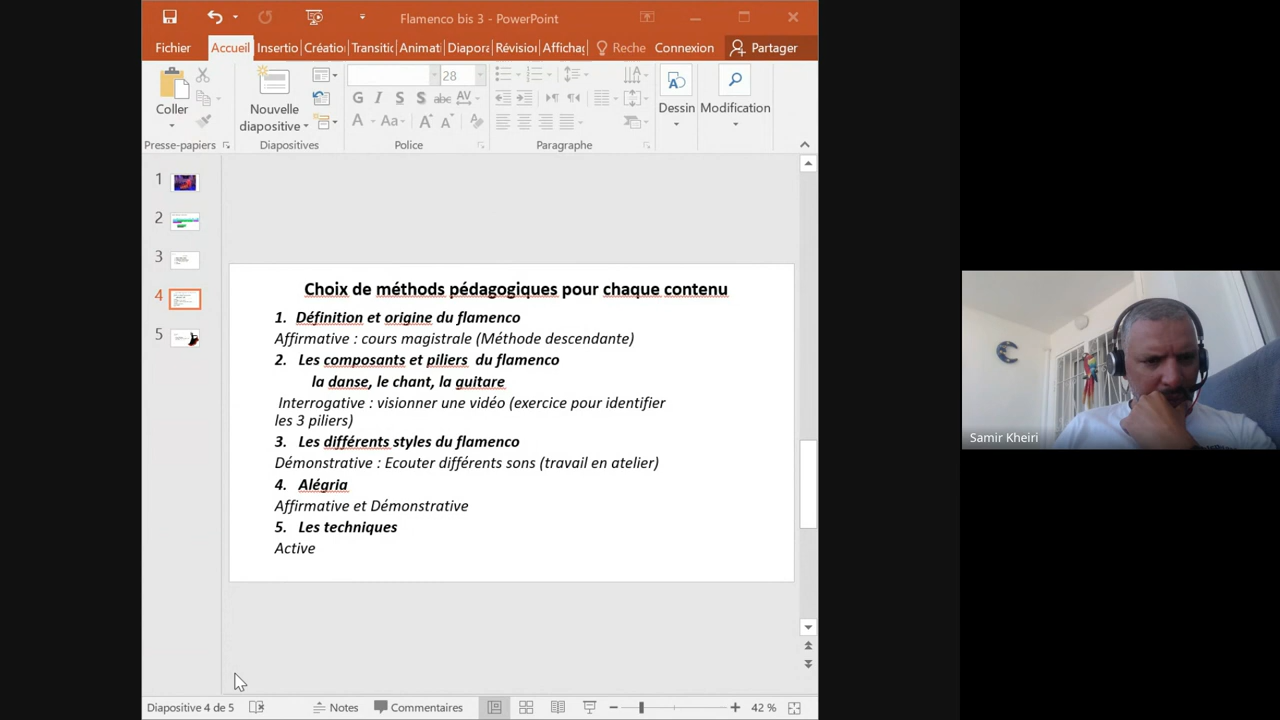 Flamenco bis 3 - PowerPoint
Fichier Accueil Insertio Créatio Transitio Animat Diapora Révision Affichag Reche Connexion Partager
28
Coller
Nouvelle
diapositive
Dessin
Modification
G I S S abc AV
A Aa A A
Presse-papiers Diapositives Police Paragraphe
1
2
3
4
5
Choix de méthods pédagogiques pour chaque contenu
1. Définition et origine du flamenco
Affirmative : cours magistrale (Méthode descendante)
2. Les composants et piliers du flamenco
la danse, le chant, la guitare
Interrogative : visionner une vidéo (exercice pour identifier
les 3 piliers)
3. Les différents styles du flamenco
Démonstrative : Ecouter différents sons (travail en atelier)
4. Alégria
Affirmative et Démonstrative
5. Les techniques
Active
Samir Kheiri
Diapositive 4 de 5 Notes Commentaires 42 %